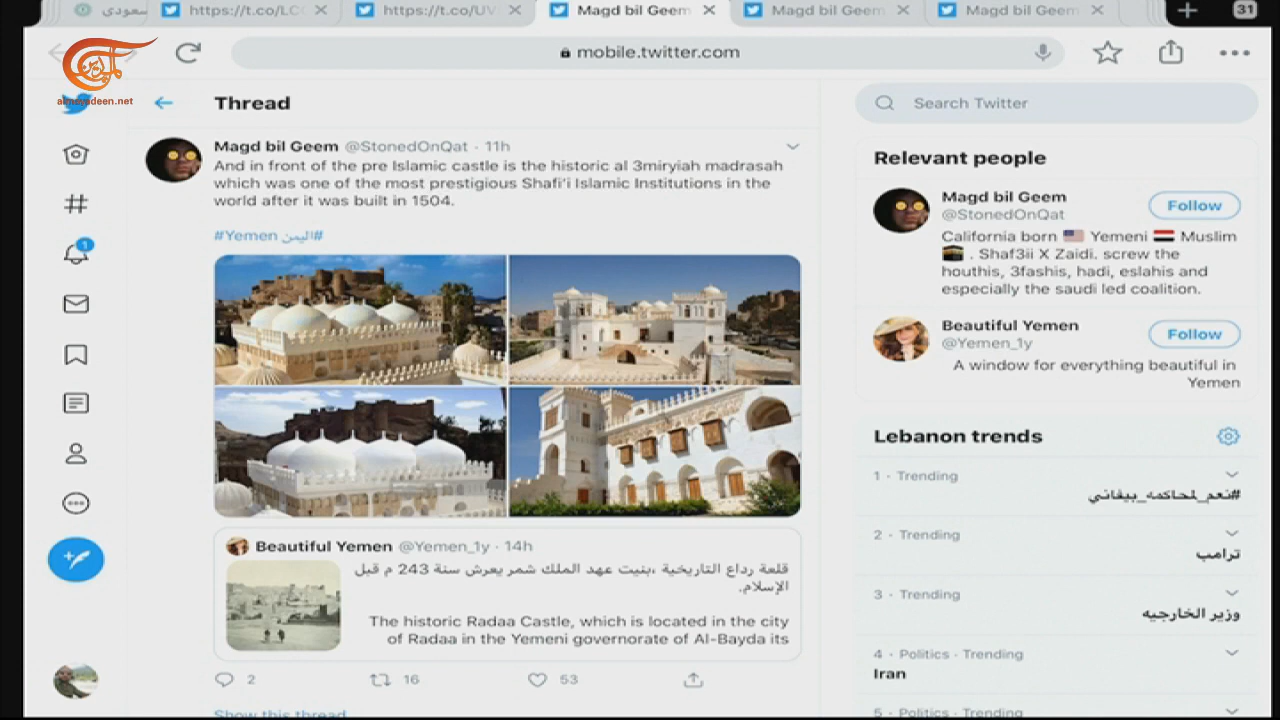 سعودى
https://t.co/LC
https://t.co/UV
Magd bil Geem
Magd bil Geem
Magd bil Geem
31
mobile.twitter.com
الميادين
almayadeen.net
Thread
Search Twitter
Magd bil Geem @StonedOnQat · 11h
And in front of the pre Islamic castle is the historic al 3miryiah madrasah
which was one of the most prestigious Shafi'i Islamic Institutions in the
world after it was built in 1504.
#Yemen اليمن#
1
Beautiful Yemen @Yemen_1y · 14h
قلعة رداع التاريخية ،بنيت عهد الملك شمر يعرش سنة 243 م قبل
الإسلام.
The historic Radaa Castle, which is located in the city
of Radaa in the Yemeni governorate of Al-Bayda its
2
16
53
Show this thread
Relevant people
Magd bil Geem
@StonedOnQat
Follow
California born 🇺🇸 Yemeni 🇾🇪 Muslim
🕋 . Shaf3ii X Zaidi. screw the
houthis, 3fashis, hadi, eslahis and
especially the saudi led coalition.
Beautiful Yemen
@Yemen_1y
Follow
A window for everything beautiful in
Yemen
Lebanon trends
1 · Trending
#نعم_لمحاكمه_بيفاني
2 · Trending
ترامب
3 · Trending
وزير الخارجيه
4 · Politics · Trending
Iran
5 · Politics · Trending